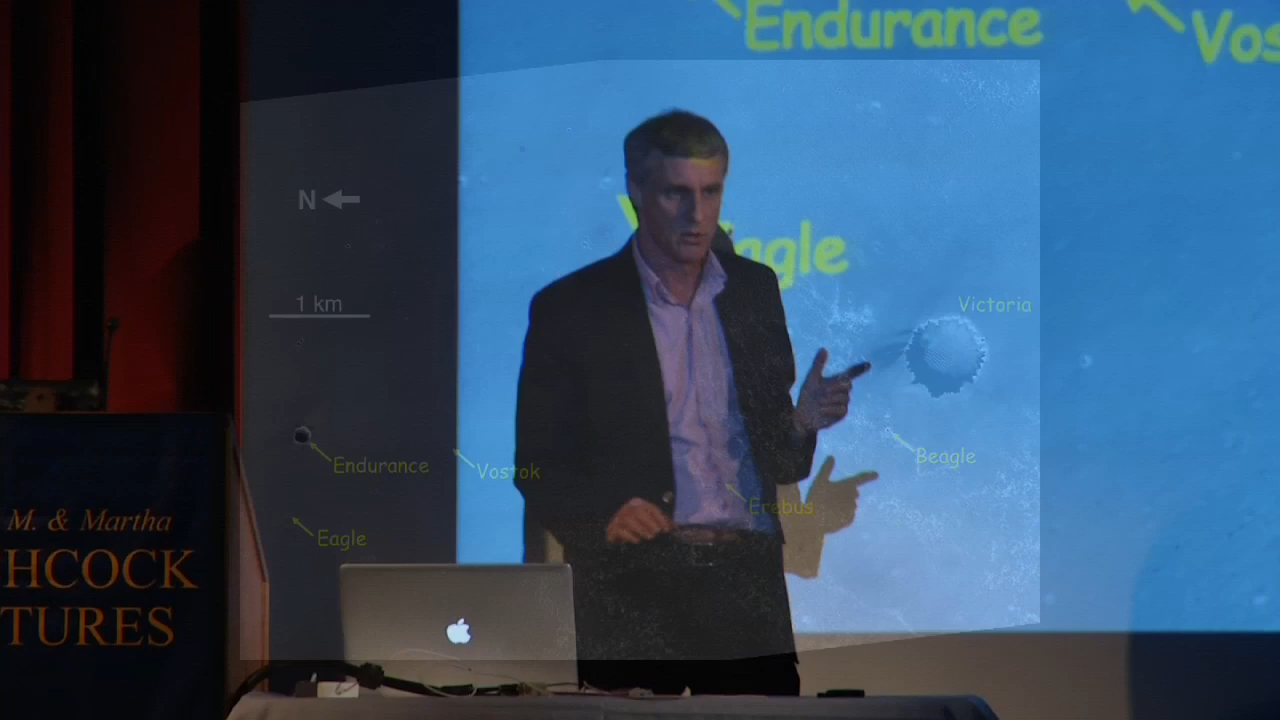 Endurance
Vos
Eagle
N
1 km
Victoria
Endurance
Vostok
Beagle
Erebus
Eagle
M. & Martha
HCOCK
TURES